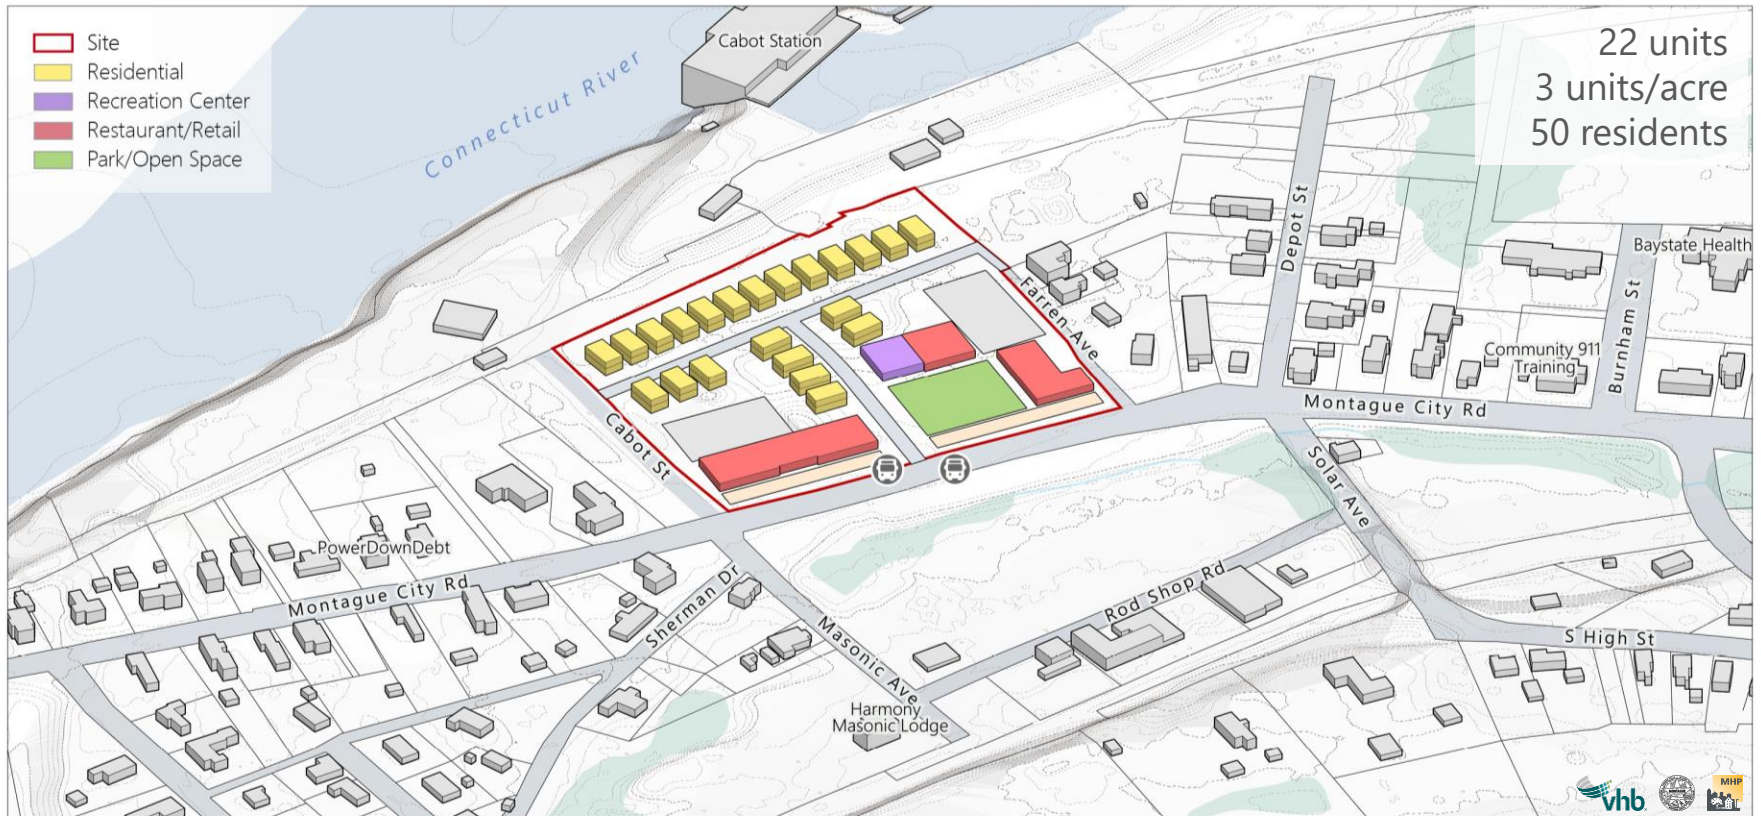 Site
Residential
Recreation Center
Restaurant/Retail
Park/Open Space
22 units
3 units/acre
50 residents
Cabot Station
Connecticut River
Depot St
Baystate Health
Farren Ave
Burnham St
Community 911
Training
Montague City Rd
Cabot St
Solar Ave
PowerDownDebt
Montague City Rd
Sherman Dr
Rod Shop Rd
Masonic Ave
S High St
Harmony
Masonic Lodge
vhb
MHP